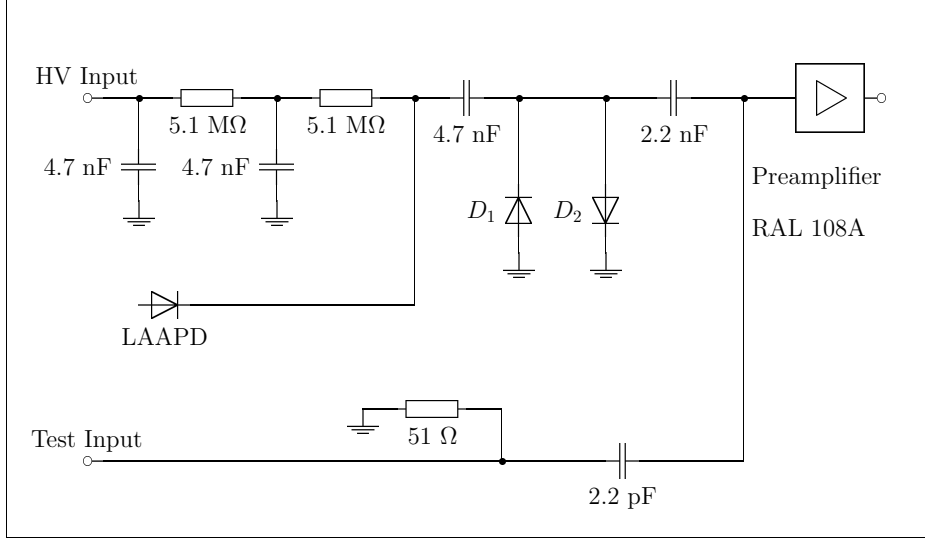 HV Input
5.1 MΩ
5.1 MΩ
4.7 nF
2.2 nF
4.7 nF
4.7 nF
Preamplifier
RAL 108A
D1
D2
LAAPD
51 Ω
Test Input
2.2 pF